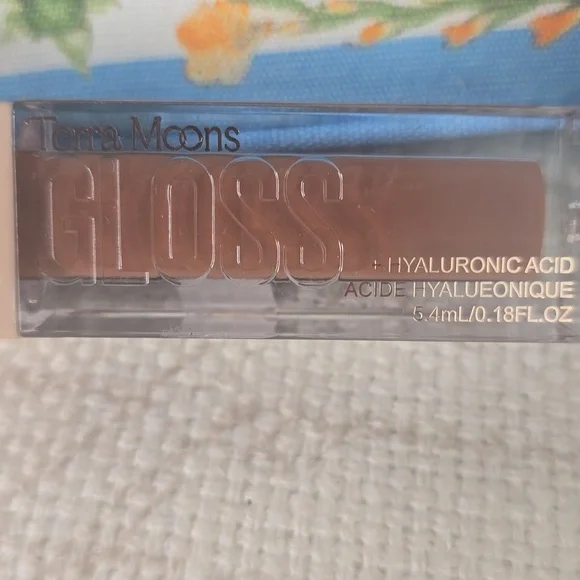 Terra Moons
GLOSS
+ HYALURONIC ACID
ACIDE HYALUEONIQUE
5.4mL/0.18FL.OZ